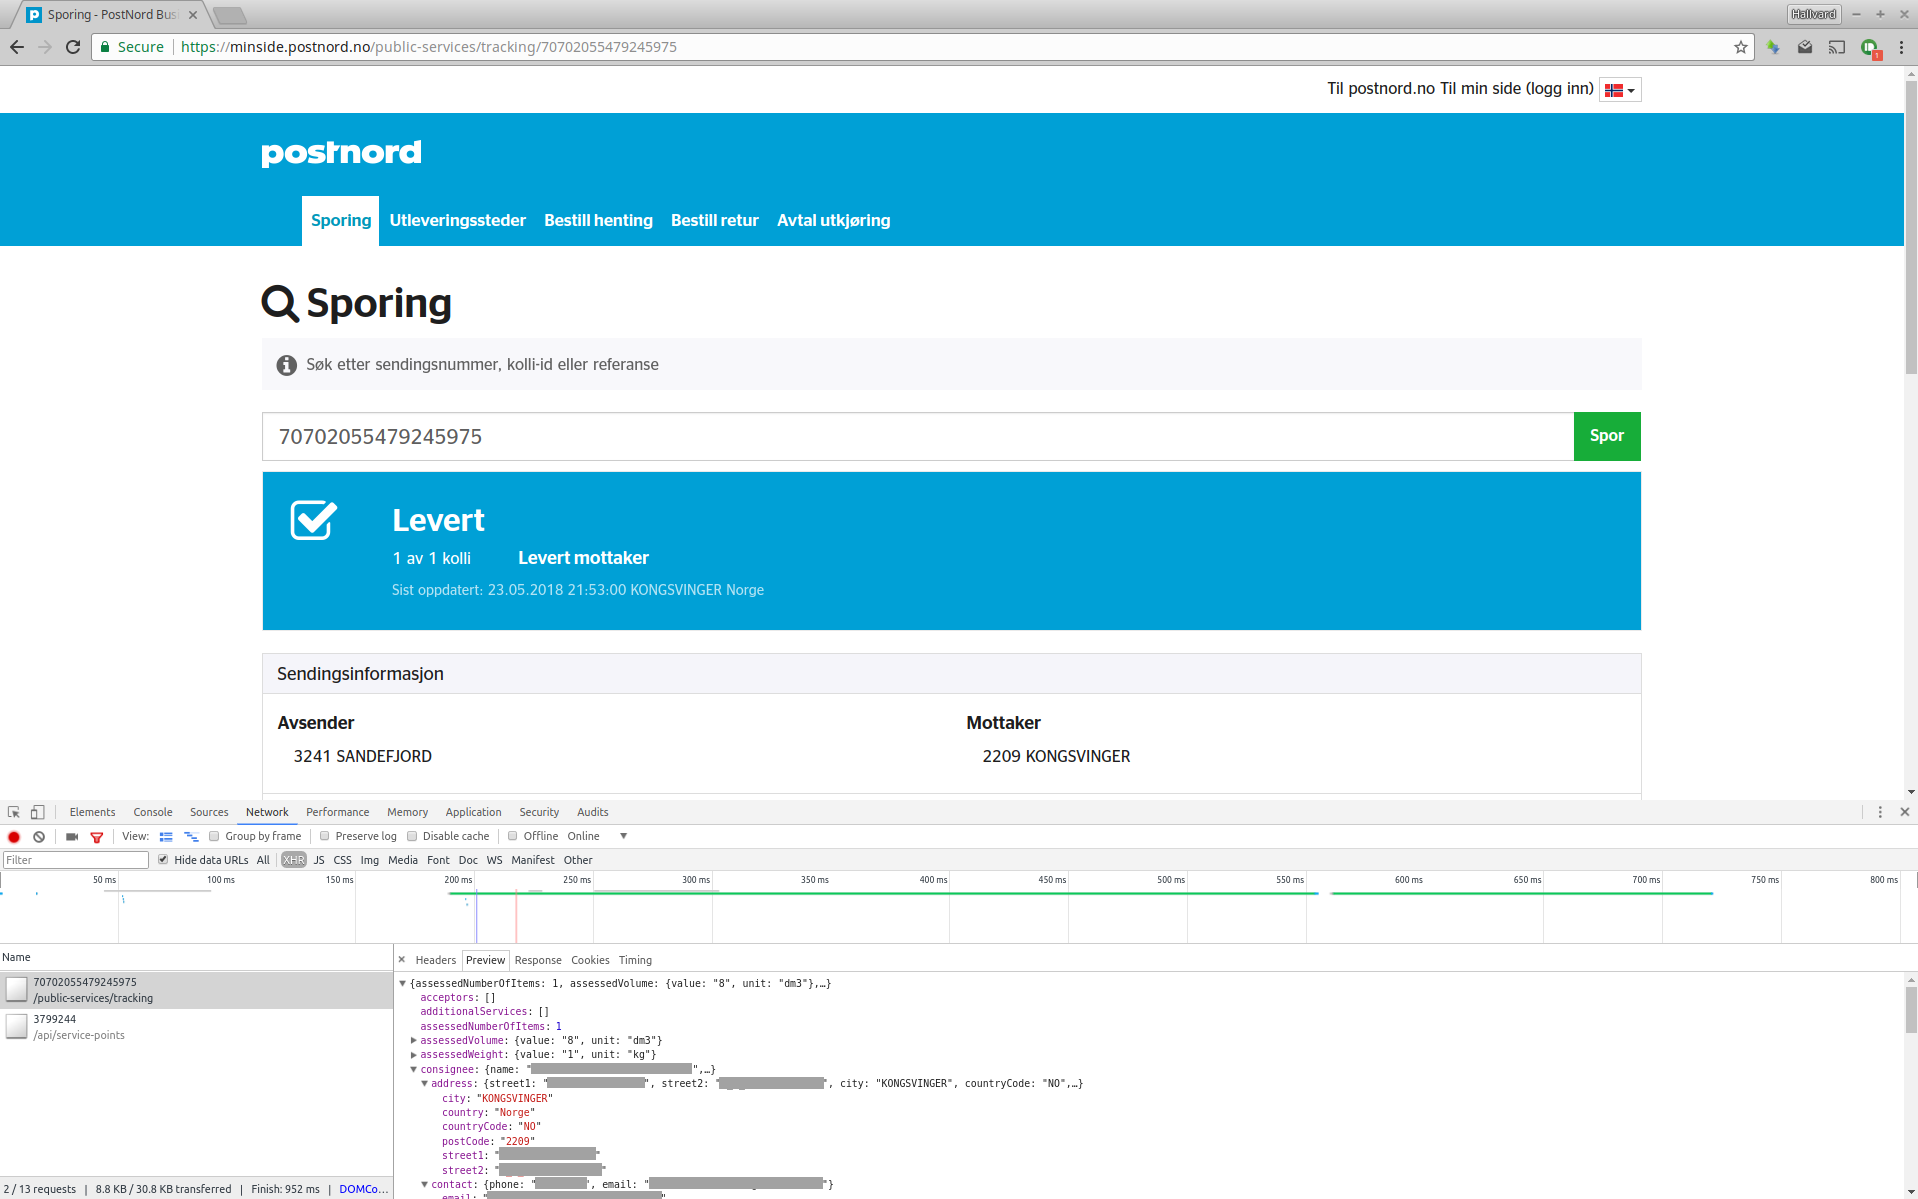 Sporing - PostNord Bus
Hallvard
Secure
https://minside.postnord.no/public-services/tracking/70702055479245975
1
Til postnord.no Til min side (logg inn)
postnord
Sporing Utleveringssteder Bestill henting Bestill retur Avtal utkjøring
Sporing
Søk etter sendingsnummer, kolli-id eller referanse
70702055479245975
Spor
Levert
1 av 1 kolli Levert mottaker
Sist oppdatert: 23.05.2018 21:53:00 KONGSVINGER Norge
Sendingsinformasjon
Avsender Mottaker
3241 SANDEFJORD 2209 KONGSVINGER
Elements Console Sources Network Performance Memory Application Security Audits
View: Group by frame Preserve log Disable cache Offline Online
Filter Hide data URLs All XHR JS CSS Img Media Font Doc WS Manifest Other
50 ms 100 ms 150 ms 200 ms 250 ms 300 ms 350 ms 400 ms 450 ms 500 ms 550 ms 600 ms 650 ms 700 ms 750 ms 800 ms
Name
70702055479245975
/public-services/tracking
3799244
/api/service-points
2 / 13 requests | 8.8 KB / 30.8 KB transferred | Finish: 952 ms | DOMCo…
× Headers Preview Response Cookies Timing
{assessedNumberOfItems: 1, assessedVolume: {value: "8", unit: "dm3"},…}
acceptors: []
additionalServices: []
assessedNumberOfItems: 1
assessedVolume: {value: "8", unit: "dm3"}
assessedWeight: {value: "1", unit: "kg"}
consignee: {name: "",…}
address: {street1: "", street2: "", city: "KONGSVINGER", countryCode: "NO",…}
city: "KONGSVINGER"
country: "Norge"
countryCode: "NO"
postCode: "2209"
street1: ""
street2: ""
contact: {phone: "", email: ""}
email: ""